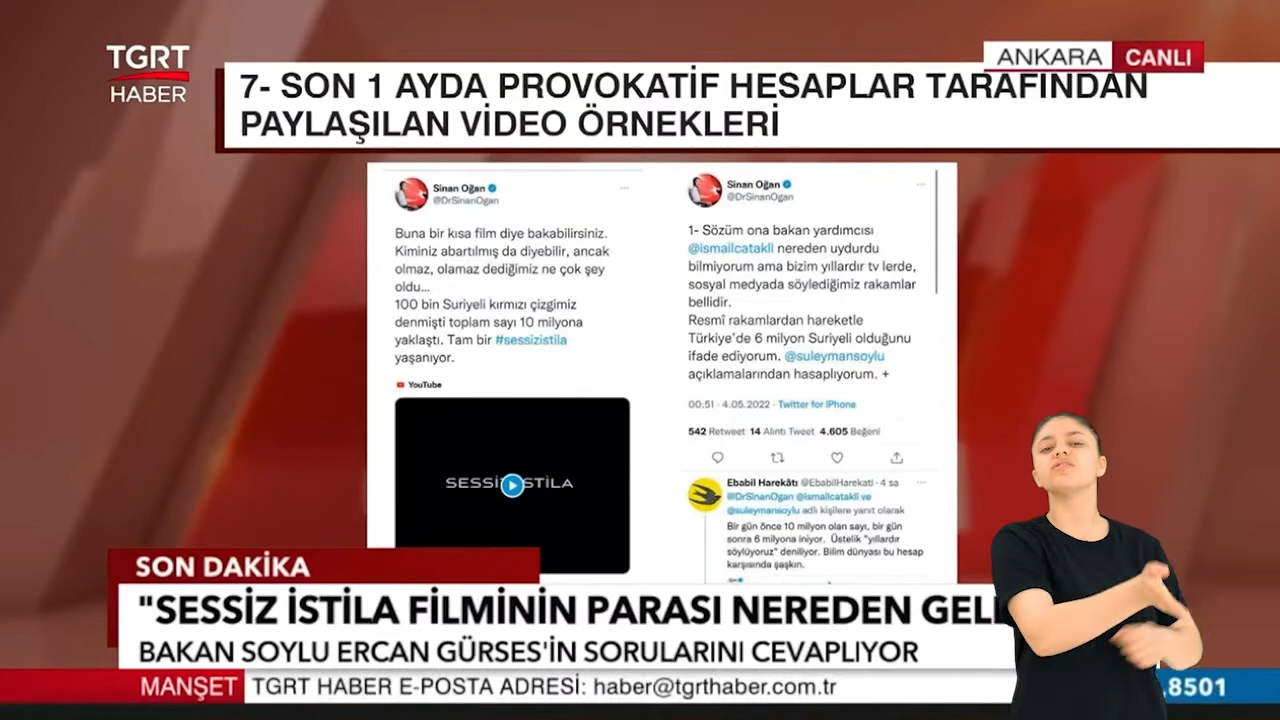 TGRT
HABER
ANKARA
CANLI
7- SON 1 AYDA PROVOKATİF HESAPLAR TARAFINDAN
PAYLAŞILAN VİDEO ÖRNEKLERİ
Sinan Oğan
@DrSinanOgan
Buna bir kısa film diye bakabilirsiniz.
Kiminiz abartılmış da diyebilir, ancak
olmaz, olamaz dediğimiz ne çok şey
oldu...
100 bin Suriyeli kırmızı çizgimiz
denmişti toplam sayı 10 milyona
yaklaştı. Tam bir #sessizistila
yaşanıyor.
YouTube
SESSİZ İSTİLA
Sinan Oğan
@DrSinanOgan
1- Sözüm ona bakan yardımcısı
@ismailcatakli nereden uydurdu
bilmiyorum ama bizim yıllardır tv lerde,
sosyal medyada söylediğimiz rakamlar
bellidir.
Resmî rakamlardan hareketle
Türkiye'de 6 milyon Suriyeli olduğunu
ifade ediyorum. @suleymansoylu
açıklamalarından hasaplıyorum. +
00:51 · 4.05.2022 · Twitter for iPhone
542 Retweet 14 Alıntı Tweet 4.605 Beğeni
Ebabil Harekâtı @EbabilHarekati · 4 sa
@DrSinanOgan @ismailcatakli ve
@suleymansoylu adlı kişilere yanıt olarak
Bir gün önce 10 milyon olan sayı, bir gün
sonra 6 milyona iniyor. Üstelik "yıllardır
söylüyoruz" deniliyor. Bilim dünyası bu hesap
karşısında şaşkın.
SON DAKİKA
"SESSİZ İSTİLA FİLMİNİN PARASI NEREDEN GEL
BAKAN SOYLU ERCAN GÜRSES'İN SORULARINI CEVAPLIYOR
MANŞET
TGRT HABER E-POSTA ADRESİ: haber@tgrthaber.com.tr
,8501